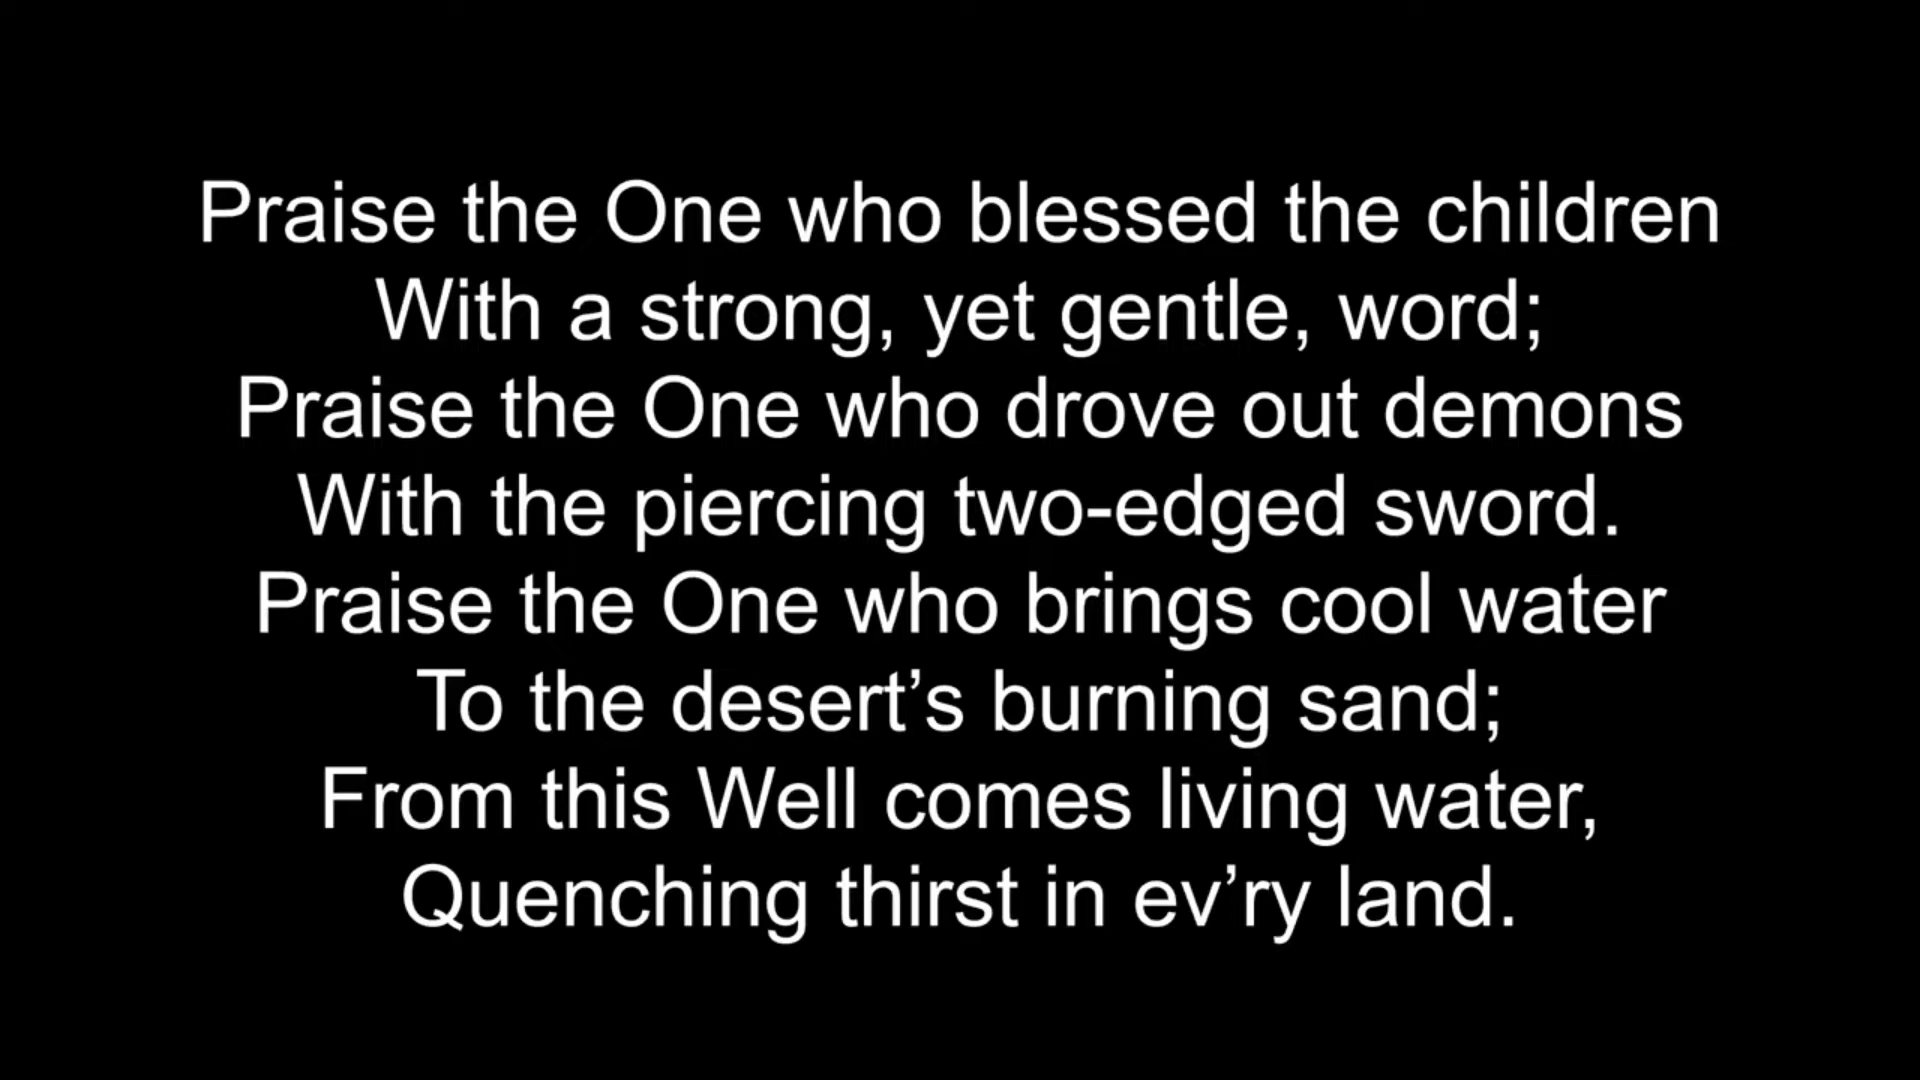 Praise the One who blessed the children
With a strong, yet gentle, word;
Praise the One who drove out demons
With the piercing two-edged sword.
Praise the One who brings cool water
To the desert’s burning sand;
From this Well comes living water,
Quenching thirst in ev’ry land.